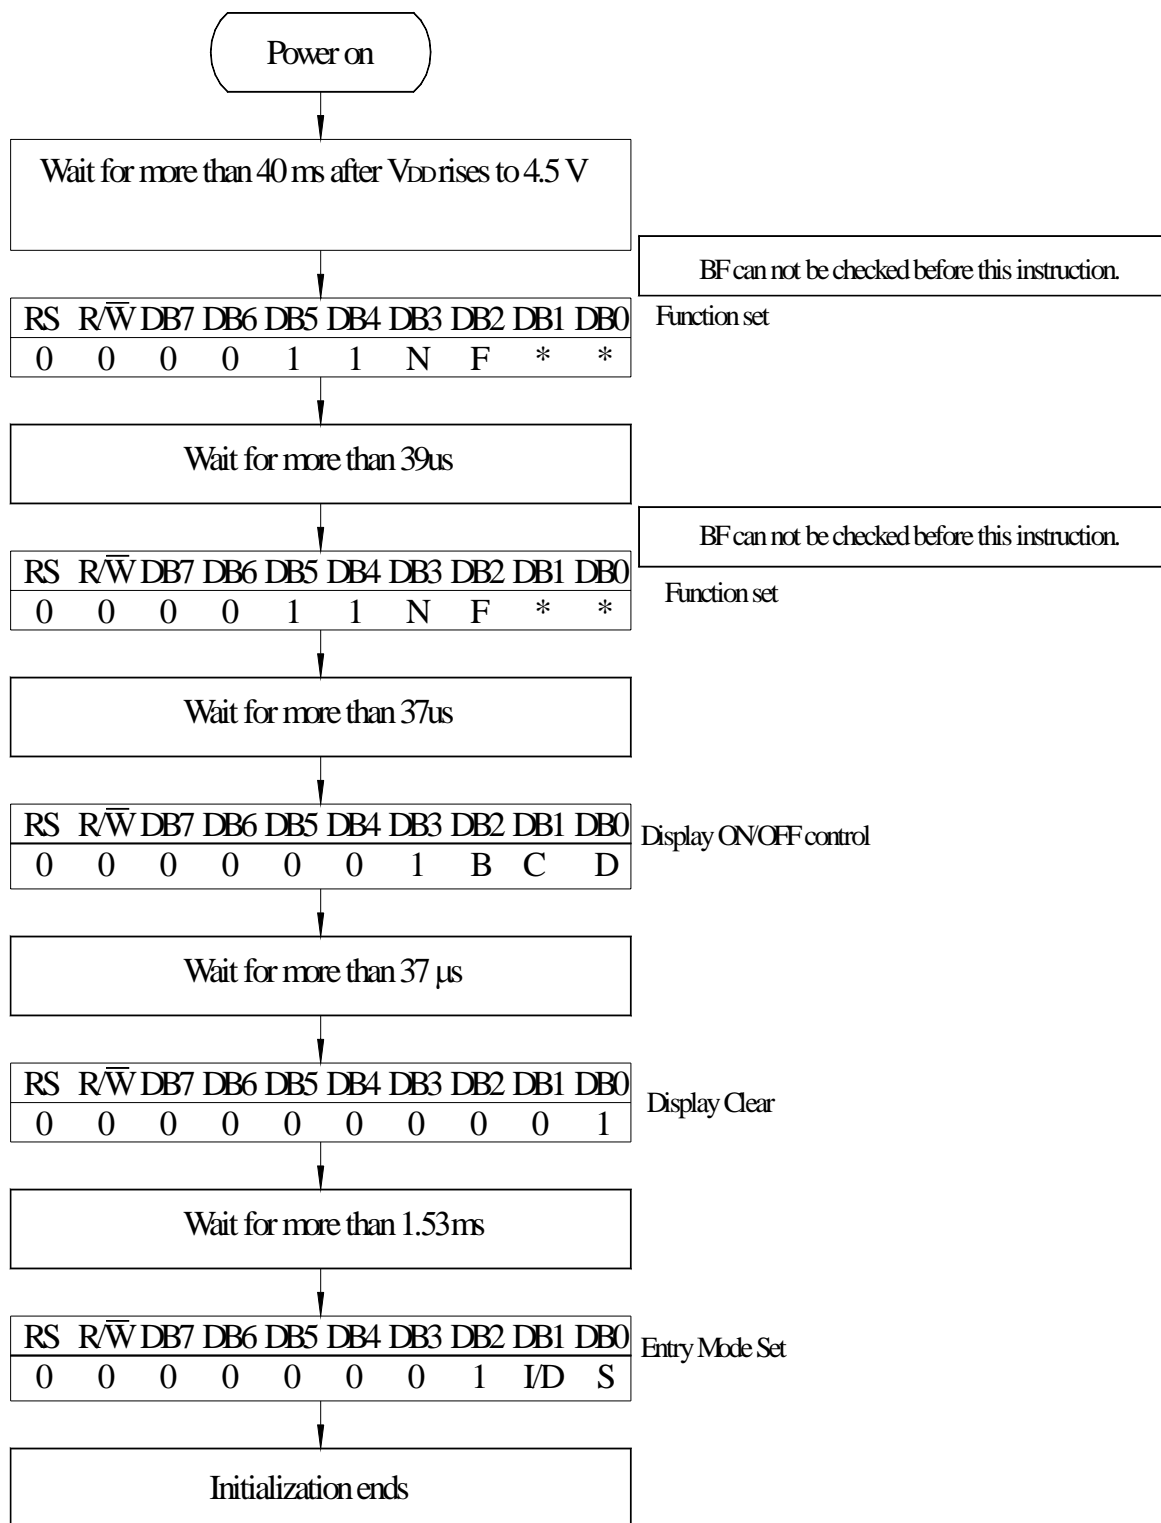 Power on
Wait for more than 40 ms after VDD rises to 4.5 V
BF can not be checked before this instruction.
RS R/W̅ DB7 DB6 DB5 DB4 DB3 DB2 DB1 DB0
Function set
0 0 0 0 1 1 N F * *
Wait for more than 39us
BF can not be checked before this instruction.
RS R/W̅ DB7 DB6 DB5 DB4 DB3 DB2 DB1 DB0
Function set
0 0 0 0 1 1 N F * *
Wait for more than 37us
RS R/W̅ DB7 DB6 DB5 DB4 DB3 DB2 DB1 DB0
Display ON/OFF control
0 0 0 0 0 0 1 B C D
Wait for more than 37 μs
RS R/W̅ DB7 DB6 DB5 DB4 DB3 DB2 DB1 DB0
Display Clear
0 0 0 0 0 0 0 0 0 1
Wait for more than 1.53ms
RS R/W̅ DB7 DB6 DB5 DB4 DB3 DB2 DB1 DB0
Entry Mode Set
0 0 0 0 0 0 0 1 I/D S
Initialization ends